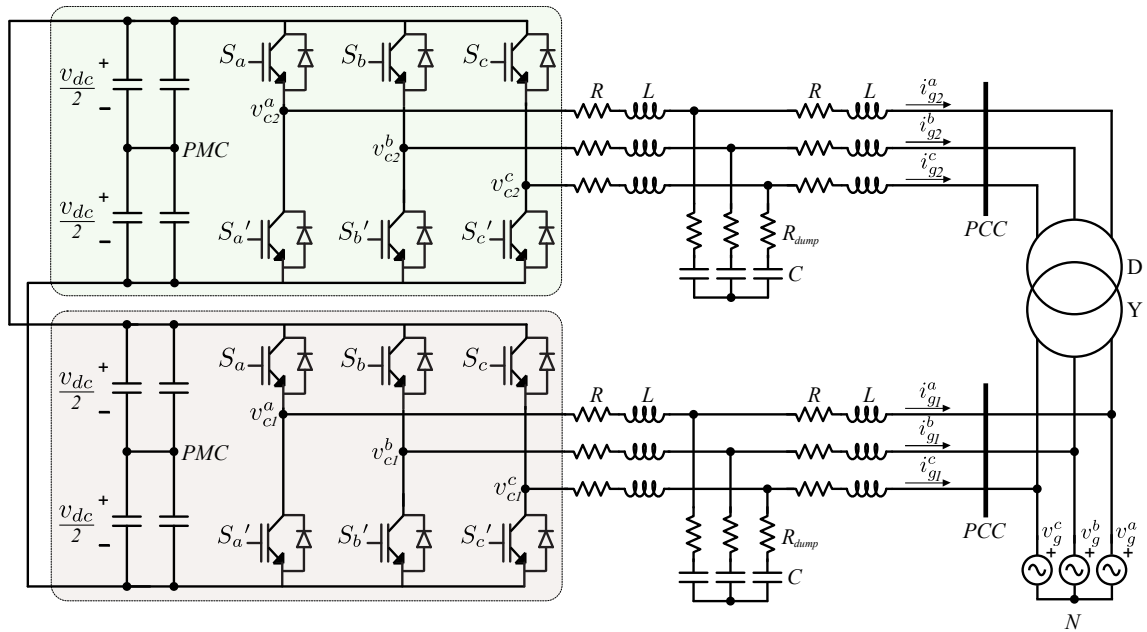 S_a S_b S_c
v_dc/2 + −
v_c2^a
R L R L i_g2^a
PMC
v_c2^b
i_g2^b
v_c2^c
i_g2^c
v_dc/2 + −
S_a' S_b' S_c'
R_dump
PCC
C
D
Y
S_a S_b S_c
v_dc/2 + −
v_c1^a
R L R L i_g1^a
PMC
v_c1^b
i_g1^b
v_c1^c
i_g1^c
v_dc/2 + −
S_a' S_b' S_c'
R_dump
PCC
v_g^c v_g^b v_g^a
+ + +
C
N